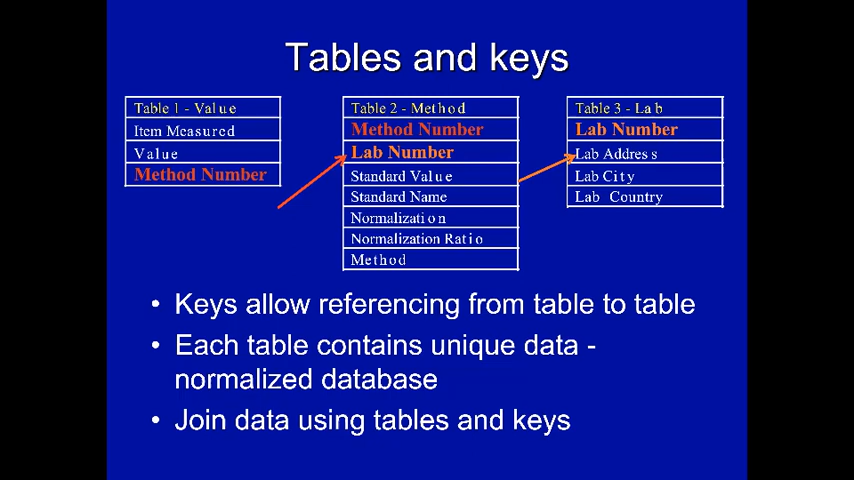 Tables and keys
Table 1 - Value
Item Measured
Value
Method Number
Table 2 - Method
Method Number
Lab Number
Standard Value
Standard Name
Normalization
Normalization Ratio
Method
Table 3 - Lab
Lab Number
Lab Address
Lab City
Lab Country
• Keys allow referencing from table to table
• Each table contains unique data -
normalized database
• Join data using tables and keys